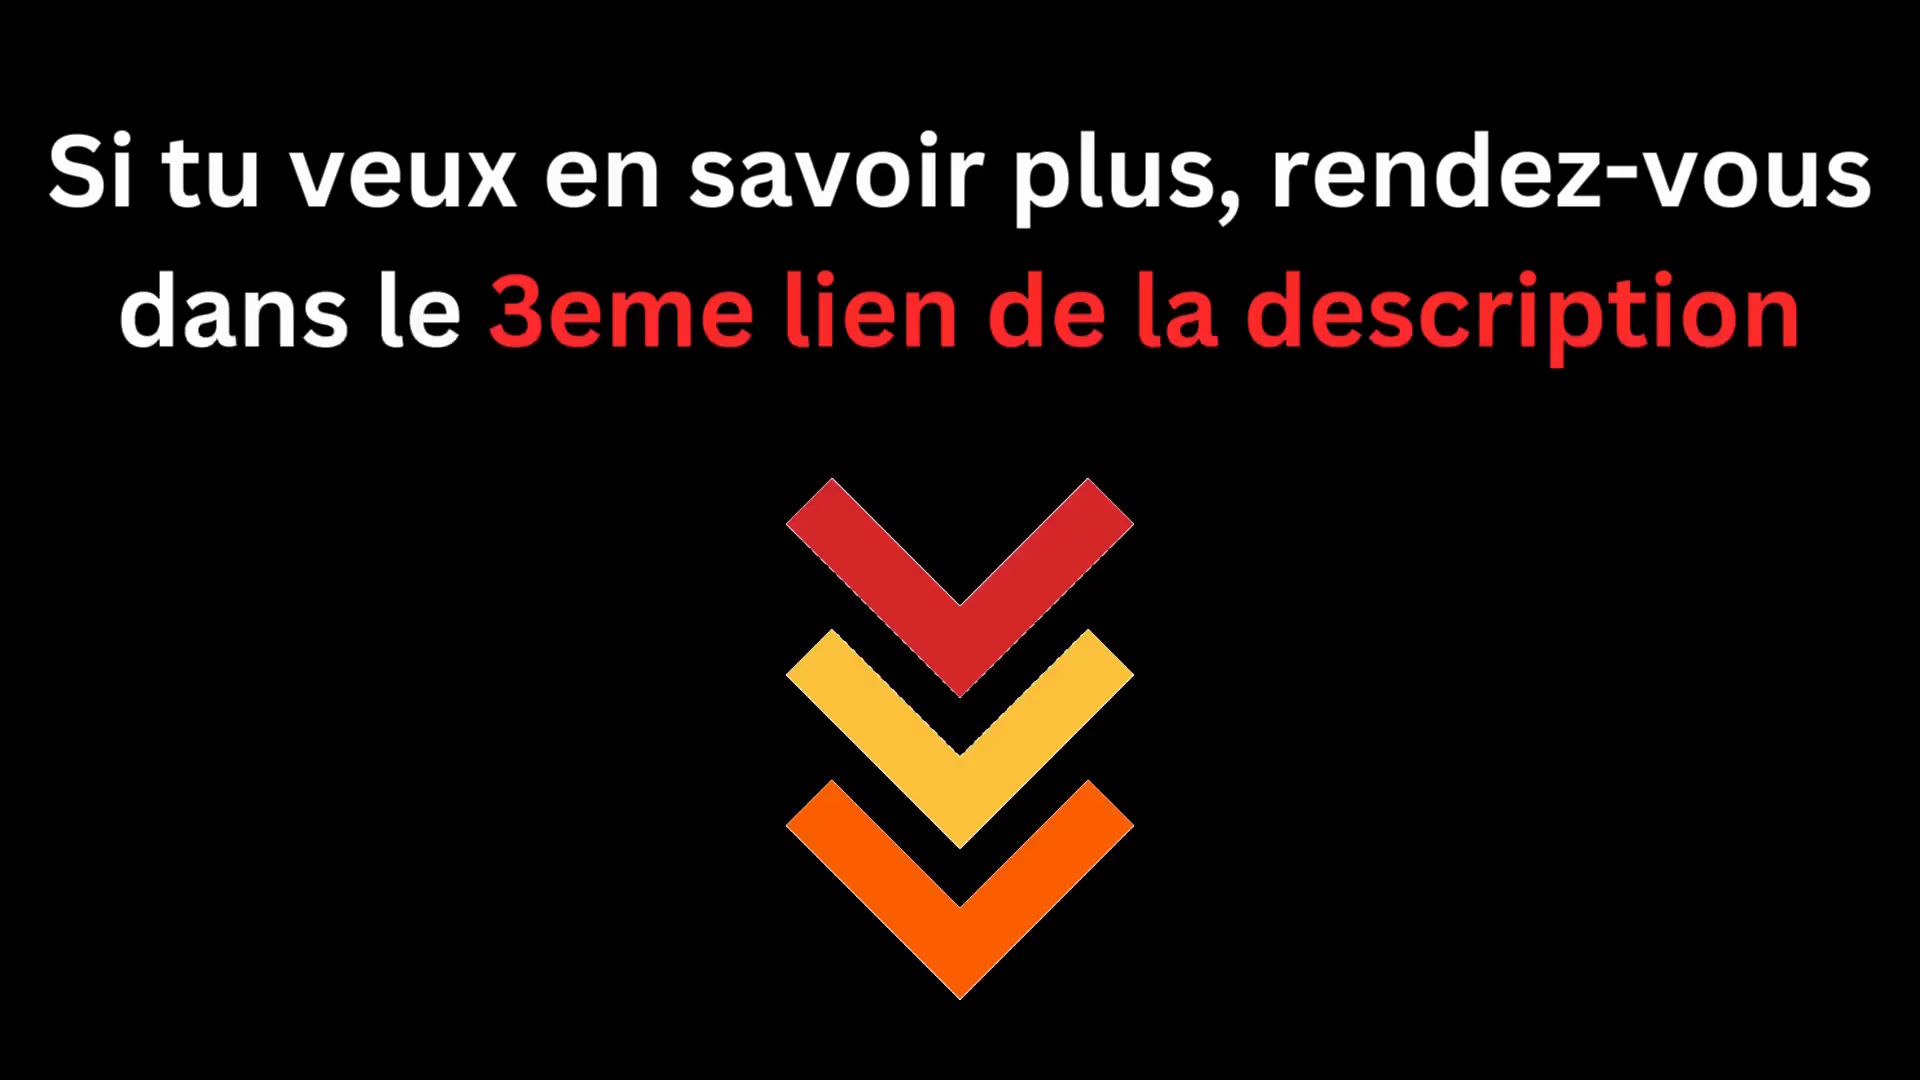 Si tu veux en savoir plus, rendez-vous
dans le 3eme lien de la description